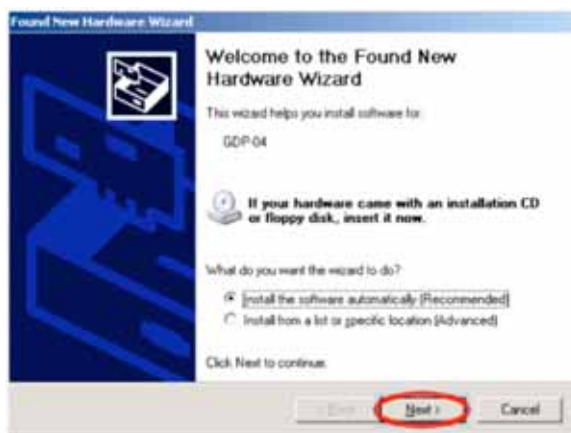 Found New Hardware Wizard
Welcome to the Found New
Hardware Wizard
This wizard helps you install software for:
GDP-04
If your hardware came with an installation CD
or floppy disk, insert it now.
What do you want the wizard to do?
Install the software automatically (Recommended)
Install from a list or specific location (Advanced)
Click Next to continue.
< Back
Next >
Cancel